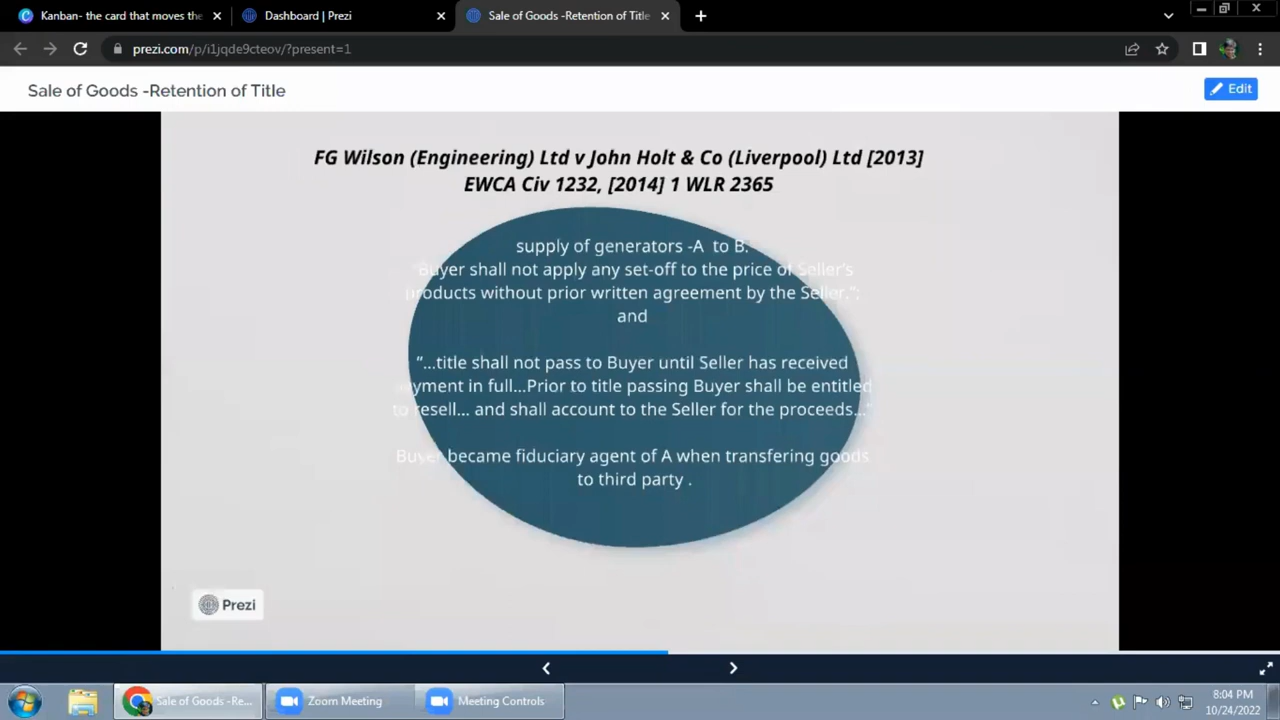 Kanban- the card that moves the
Dashboard | Prezi
Sale of Goods -Retention of Title
prezi.com/p/i1jqde9cteov/?present=1
Sale of Goods -Retention of Title
Edit
FG Wilson (Engineering) Ltd v John Holt & Co (Liverpool) Ltd [2013]
EWCA Civ 1232, [2014] 1 WLR 2365
supply of generators -A to B.
"Buyer shall not apply any set-off to the price of Seller's
products without prior written agreement by the Seller.";
and
"...title shall not pass to Buyer until Seller has received
payment in full...Prior to title passing Buyer shall be entitled
to resell... and shall account to the Seller for the proceeds..."
Buyer became fiduciary agent of A when transfering goods
to third party .
Prezi
Sale of Goods -Re...
Zoom Meeting
Meeting Controls
8:04 PM
10/24/2022